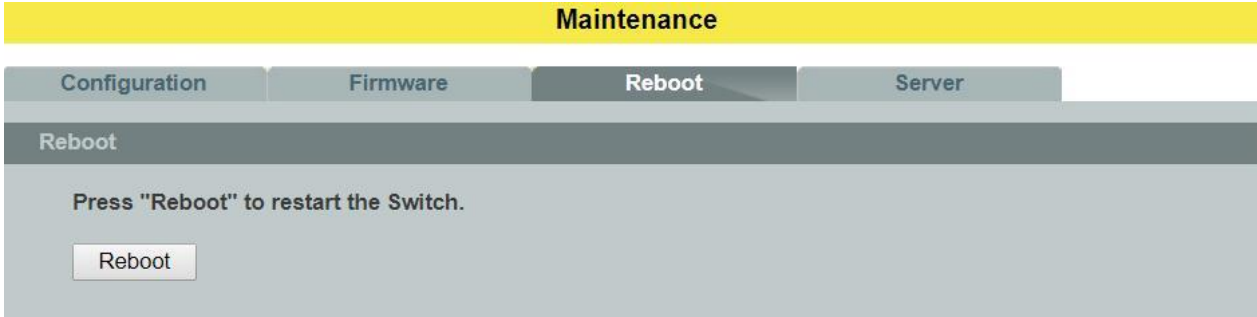 Maintenance
Configuration Firmware Reboot Server
Reboot
Press "Reboot" to restart the Switch.
Reboot